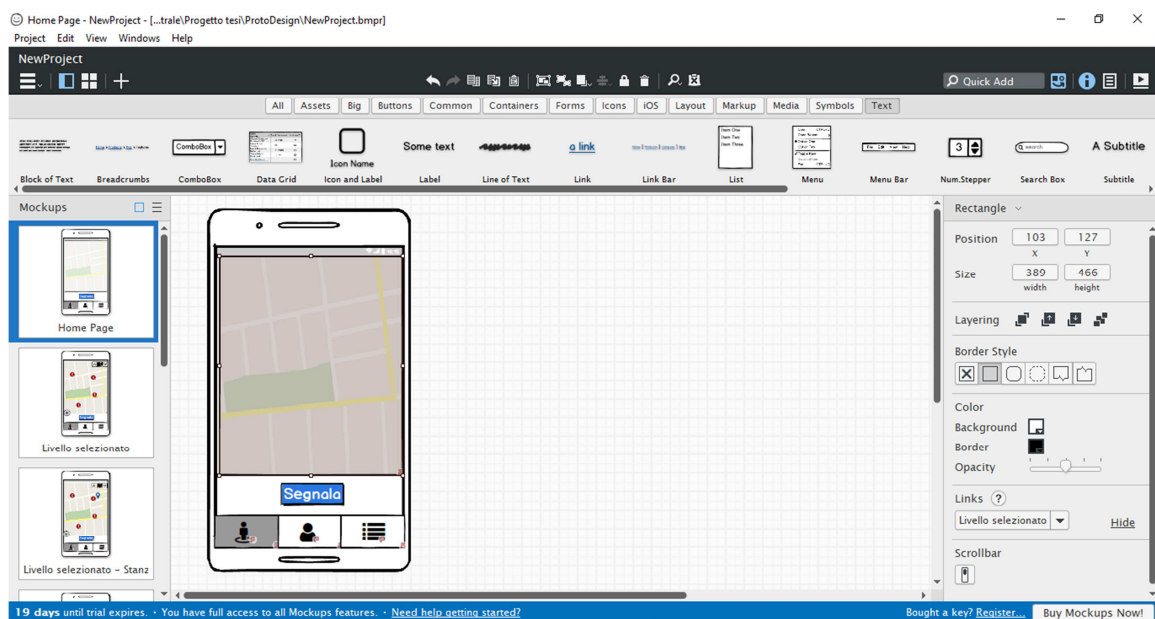 Home Page - NewProject - [...trale\Progetto tesi\ProtoDesign\NewProject.bmpr]
Project Edit View Windows Help
NewProject
Quick Add
All Assets Big Buttons Common Containers Forms Icons iOS Layout Markup Media Symbols Text
ComboBox
Some text
a link
Item One
Item Two
Item Three
3
search
A Subtitle
Icon Name
Block of Text Breadcrumbs ComboBox Data Grid Icon and Label Label Line of Text Link Link Bar List Menu Menu Bar Num.Stepper Search Box Subtitle
Mockups
Rectangle
Segnala
Home Page
Segnala
Livello selezionato
Segnala
Livello selezionato – Stanz
Segnala
Position 103 127
X Y
Size 389 466
width height
Layering
Border Style
Color
Background
Border
Opacity
Links ?
Livello selezionato Hide
Scrollbar
19 days until trial expires. • You have full access to all Mockups features. • Need help getting started?
Bought a key? Register... Buy Mockups Now!